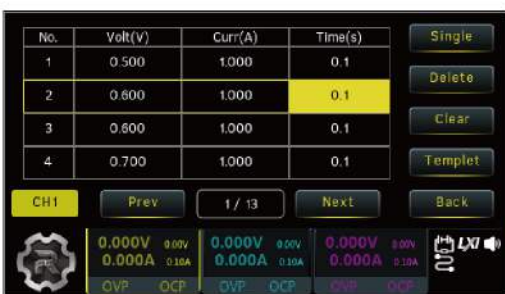 No. Volt(V) Curr(A) Time(s) Single
1 0.500 1.000 0.1
Delete
2 0.600 1.000 0.1
3 0.600 1.000 0.1 Clear
4 0.700 1.000 0.1 Templet
CH1 Prev 1 / 13 Next Back
0.000V 0.00V 0.000V 0.00V 0.000V 0.00V LXI
0.000A 0.10A 0.000A 0.10A 0.000A 0.10A
OVP OCP OVP OCP OVP OCP